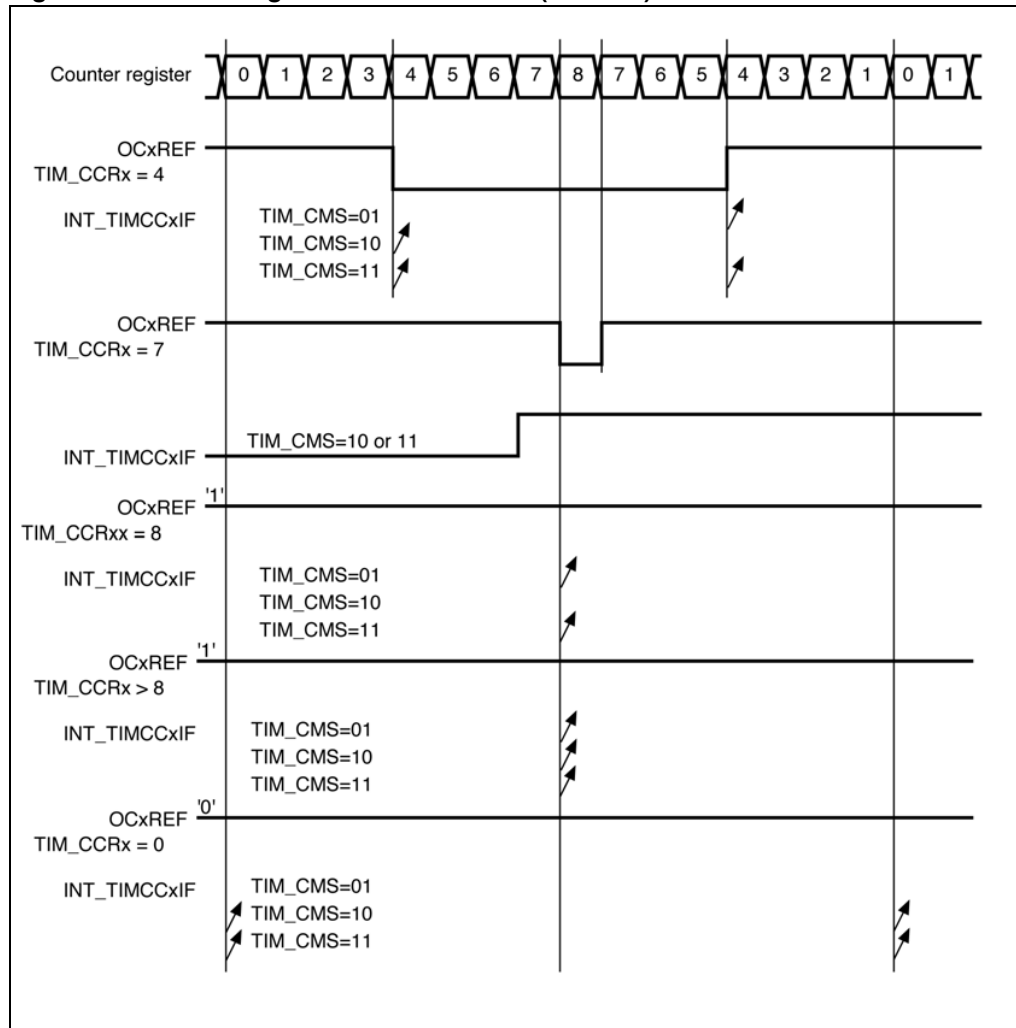 Counter register 0 1 2 3 4 5 6 7 8 7 6 5 4 3 2 1 0 1
OCxREF
TIM_CCRx = 4
INT_TIMCCxIF TIM_CMS=01
TIM_CMS=10
TIM_CMS=11
OCxREF
TIM_CCRx = 7
TIM_CMS=10 or 11
INT_TIMCCxIF
'1'
OCxREF
TIM_CCRxx = 8
INT_TIMCCxIF TIM_CMS=01
TIM_CMS=10
TIM_CMS=11
'1'
OCxREF
TIM_CCRx > 8
INT_TIMCCxIF TIM_CMS=01
TIM_CMS=10
TIM_CMS=11
'0'
OCxREF
TIM_CCRx = 0
INT_TIMCCxIF TIM_CMS=01
TIM_CMS=10
TIM_CMS=11